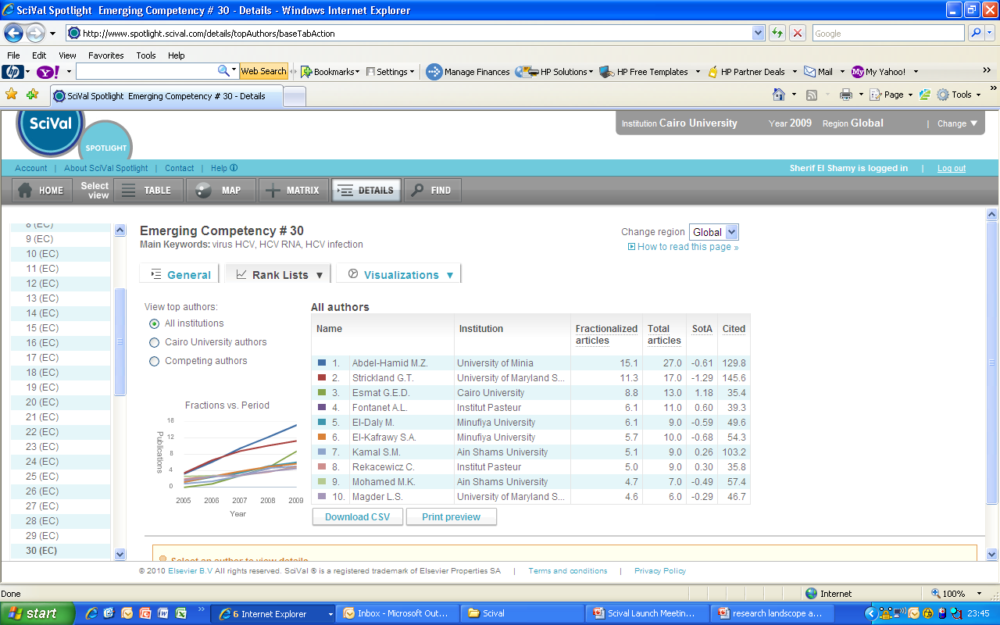 SciVal Spotlight Emerging Competency # 30 - Details - Windows Internet Explorer
http://www.spotlight.scival.com/details/topAuthors/baseTabAction
Google
File Edit View Favorites Tools Help
hp Y! Web Search Bookmarks Settings Manage Finances HP Solutions HP Free Templates HP Partner Deals Mail My Yahoo! »
SciVal Spotlight Emerging Competency # 30 - Details
Page Tools »
SciVal
SPOTLIGHT
Institution Cairo University Year 2009 Region Global | Change
Account | About SciVal Spotlight | Contact | Help
Sherif El Shamy is logged in | Log out
HOME Select view TABLE MAP MATRIX DETAILS FIND
8 (EC)
9 (EC)
10 (EC)
11 (EC)
12 (EC)
13 (EC)
14 (EC)
15 (EC)
16 (EC)
17 (EC)
18 (EC)
19 (EC)
20 (EC)
21 (EC)
22 (EC)
23 (EC)
24 (EC)
25 (EC)
26 (EC)
27 (EC)
28 (EC)
29 (EC)
30 (EC)
Emerging Competency # 30
Main Keywords: virus HCV, HCV RNA, HCV infection
Change region Global
How to read this page »
General Rank Lists ▼ Visualizations ▼
View top authors:
All institutions
Cairo University authors
Competing authors
Fractions vs. Period
Publications
16
12
8
4
0
2005 2006 2007 2008 2009
Year
All authors
Name Institution Fractionalized articles Total articles SotA Cited
1. Abdel-Hamid M.Z. University of Minia 15.1 27.0 -0.61 129.8
2. Strickland G.T. University of Maryland S... 11.3 17.0 -1.29 145.6
3. Esmat G.E.D. Cairo University 8.8 13.0 1.18 35.4
4. Fontanet A.L. Institut Pasteur 6.1 11.0 0.60 39.3
5. El-Daly M. Minufiya University 6.1 9.0 -0.59 49.6
6. El-Kafrawy S.A. Minufiya University 5.7 10.0 -0.68 54.3
7. Kamal S.M. Ain Shams University 5.1 9.0 0.26 103.2
8. Rekacewicz C. Institut Pasteur 5.0 9.0 0.30 35.8
9. Mohamed M.K. Ain Shams University 4.7 7.0 -0.49 57.4
10. Magder L.S. University of Maryland S... 4.6 6.0 -0.29 46.7
Download CSV Print preview
Select an author to view details
© 2010 Elsevier B.V All rights reserved. SciVal ® is a registered trademark of Elsevier Properties SA | Terms and conditions | Privacy Policy
Done Internet 100%
start » 6 Internet Explorer Inbox - Microsoft Out... Scival Scival Launch Meetin... research landscape a... 23:45